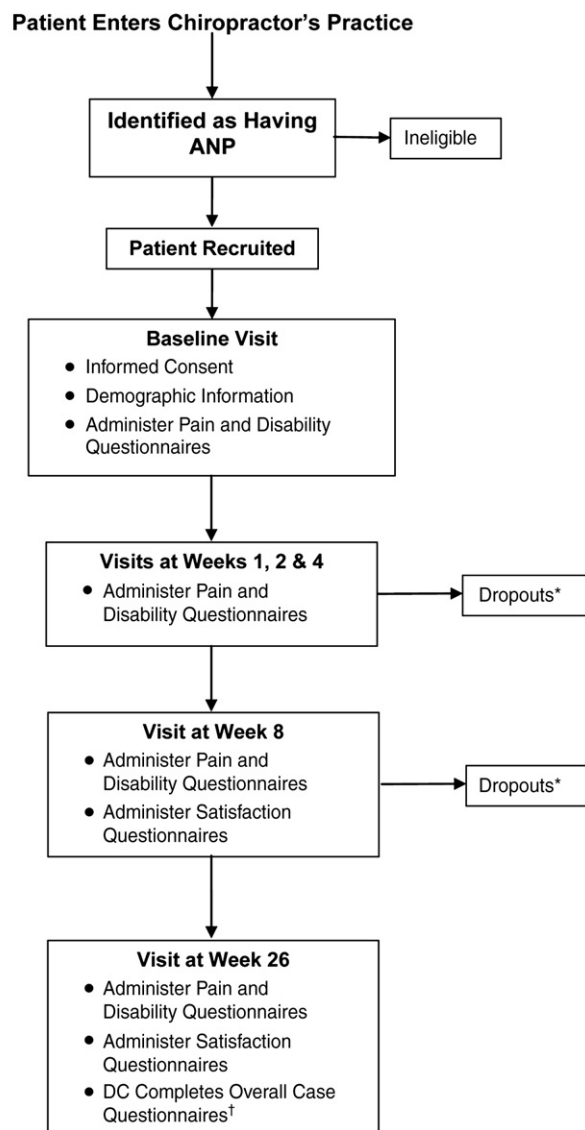 Patient Enters Chiropractor's Practice
Identified as Having
ANP
Ineligible
Patient Recruited
Baseline Visit
● Informed Consent
● Demographic Information
● Administer Pain and Disability
Questionnaires
Visits at Weeks 1, 2 & 4
● Administer Pain and
Disability Questionnaires
Dropouts*
Visit at Week 8
● Administer Pain and
Disability Questionnaires
● Administer Satisfaction
Questionnaires
Dropouts*
Visit at Week 26
● Administer Pain and
Disability Questionnaires
● Administer Satisfaction
Questionnaires
● DC Completes Overall Case
Questionnaires†